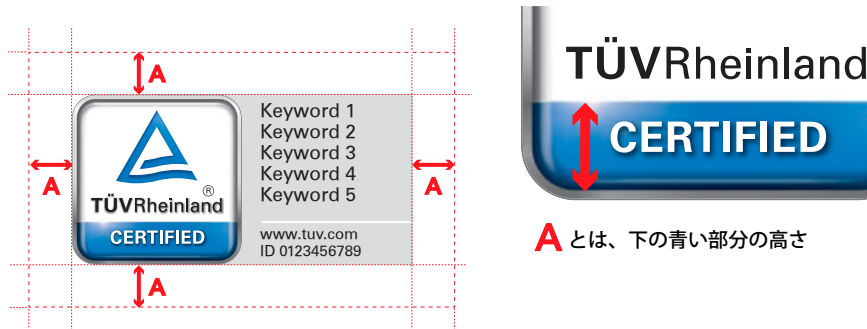 A
Keyword 1
Keyword 2
Keyword 3
Keyword 4
Keyword 5
www.tuv.com
ID 0123456789
®
TÜVRheinland
CERTIFIED
A
A
A
TÜVRheinland
CERTIFIED
Aとは、下の青い部分の高さ